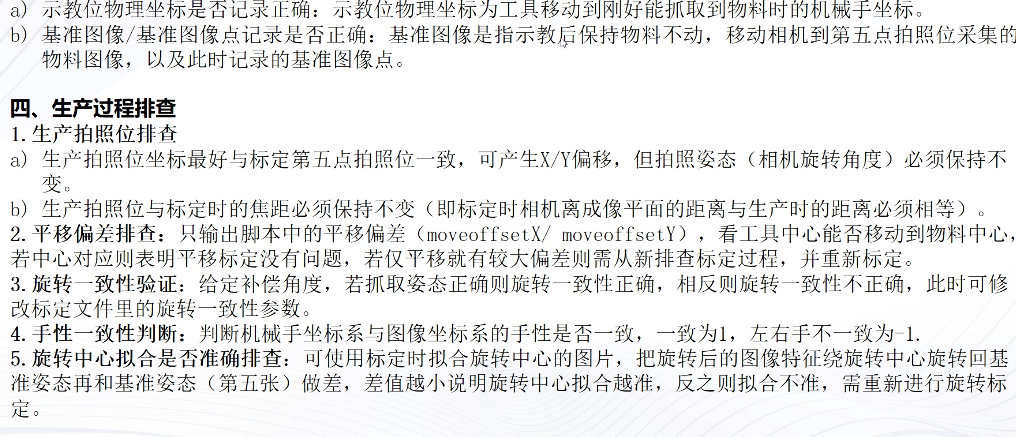 a) 示教位物理坐标是否记录正确：示教位物理坐标为工具移动到刚好能抓取到物料时的机械手坐标。
b) 基准图像/基准图像点记录是否正确：基准图像是指示教后保持物料不动，移动相机到第五点拍照位采集的
物料图像，以及此时记录的基准图像点。
四、生产过程排查
1.生产拍照位排查
a) 生产拍照位坐标最好与标定第五点拍照位一致，可产生X/Y偏移，但拍照姿态（相机旋转角度）必须保持不
变。
b) 生产拍照位与标定时的焦距必须保持不变（即标定时相机离成像平面的距离与生产时的距离必须相等）。
2.平移偏差排查：只输出脚本中的平移偏差（moveoffsetX/ moveoffsetY），看工具中心能否移动到物料中心，
若中心对应则表明平移标定没有问题，若仅平移就有较大偏差则需从新排查标定过程，并重新标定。
3.旋转一致性验证：给定补偿角度，若抓取姿态正确则旋转一致性正确，相反则旋转一致性不正确，此时可修
改标定文件里的旋转一致性参数。
4.手性一致性判断：判断机械手坐标系与图像坐标系的手性是否一致，一致为1，左右手不一致为-1.
5.旋转中心拟合是否准确排查：可使用标定时拟合旋转中心的图片，把旋转后的图像特征绕旋转中心旋转回基
准姿态再和基准姿态（第五张）做差，差值越小说明旋转中心拟合越准，反之则拟合不准，需重新进行旋转标
定。